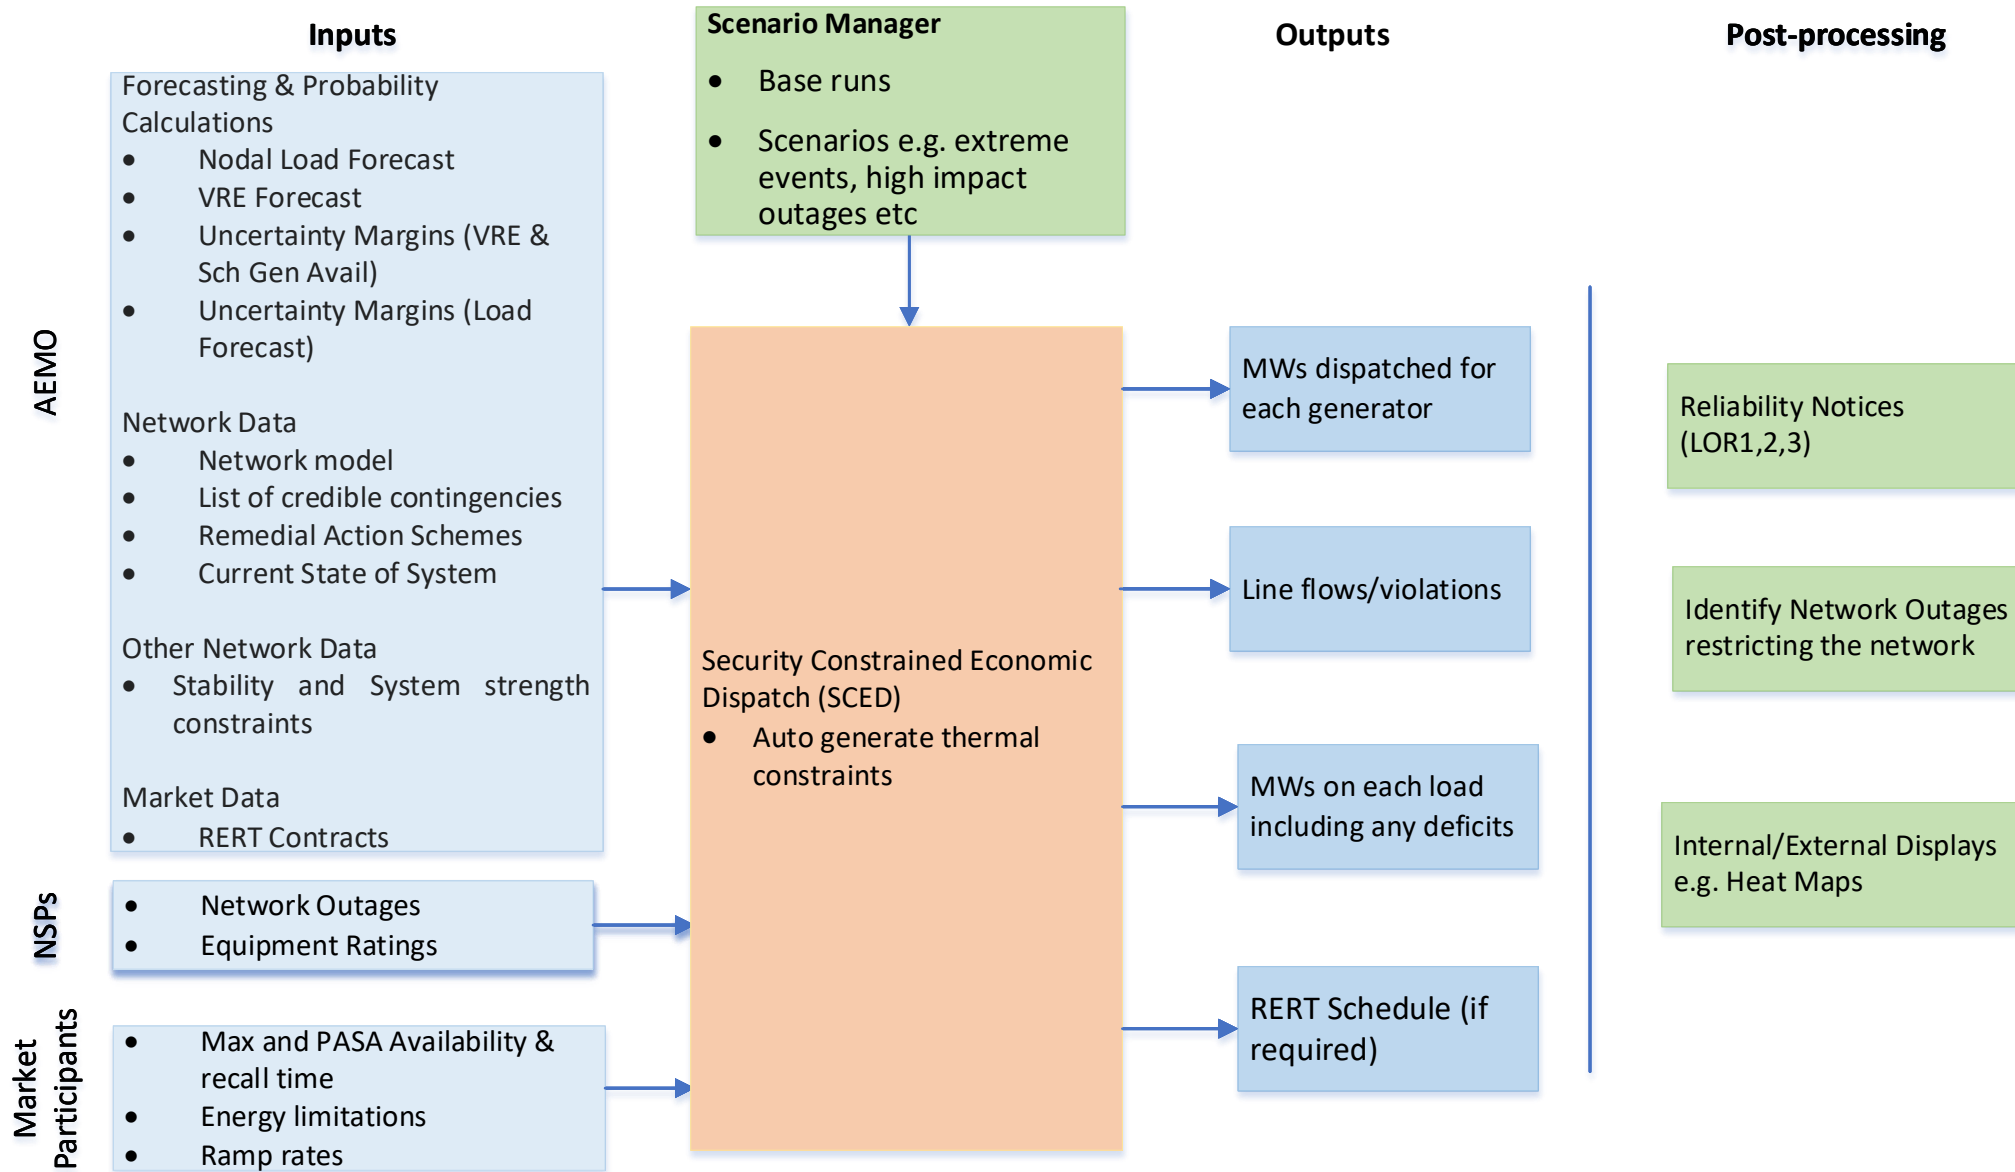 Inputs
Scenario Manager
• Base runs
• Scenarios e.g. extreme
events, high impact
outages etc
Outputs
Post-processing
AEMO
Forecasting & Probability
Calculations
• Nodal Load Forecast
• VRE Forecast
• Uncertainty Margins (VRE &
Sch Gen Avail)
• Uncertainty Margins (Load
Forecast)
Network Data
• Network model
• List of credible contingencies
• Remedial Action Schemes
• Current State of System
Other Network Data
• Stability and System strength
constraints
Market Data
• RERT Contracts
NSPs
• Network Outages
• Equipment Ratings
Market
Participants
• Max and PASA Availability &
recall time
• Energy limitations
• Ramp rates
Security Constrained Economic
Dispatch (SCED)
• Auto generate thermal
constraints
MWs dispatched for
each generator
Line flows/violations
MWs on each load
including any deficits
RERT Schedule (if
required)
Reliability Notices
(LOR1,2,3)
Identify Network Outages
restricting the network
Internal/External Displays
e.g. Heat Maps